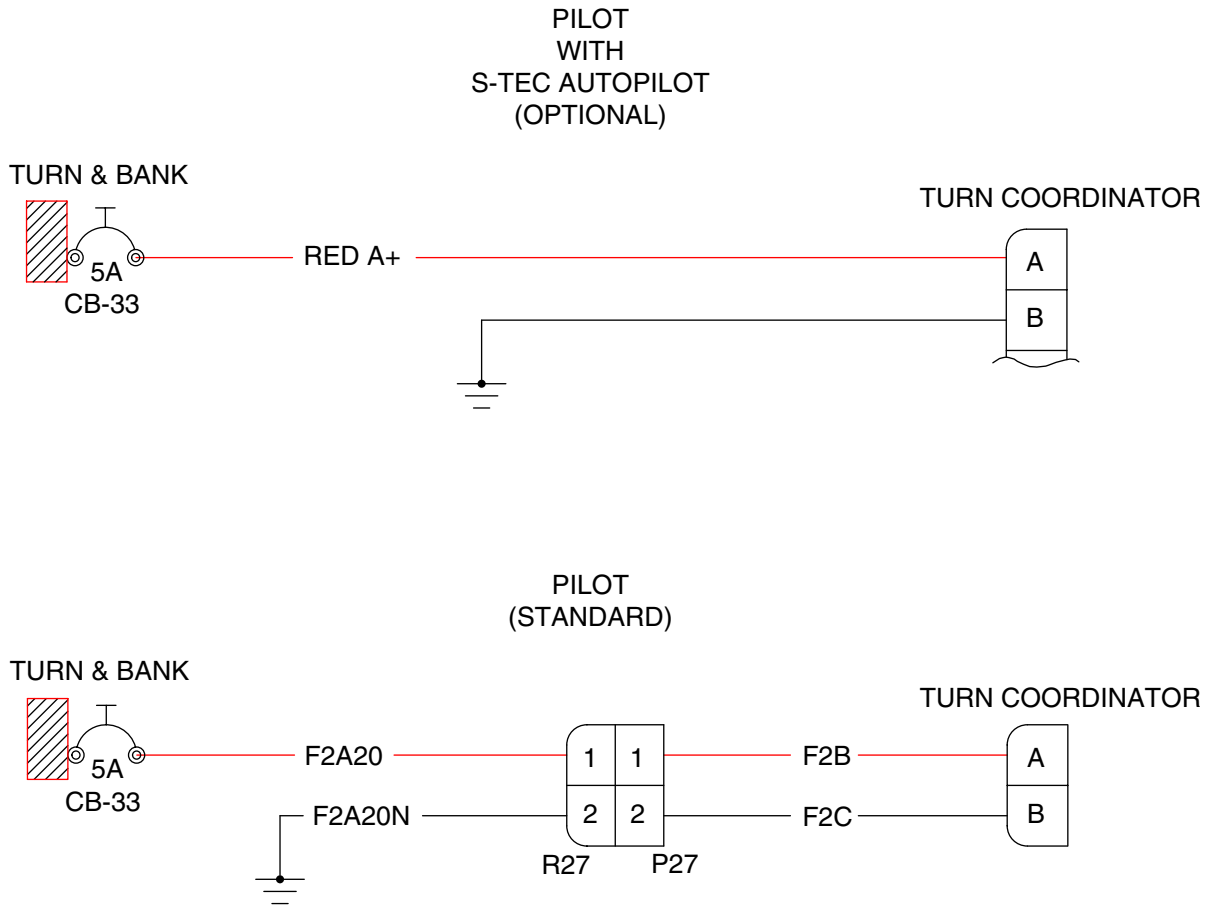 PILOT
WITH
S-TEC AUTOPILOT
(OPTIONAL)
TURN & BANK
TURN COORDINATOR
RED A+
A
5A
CB-33
B
PILOT
(STANDARD)
TURN & BANK
TURN COORDINATOR
F2A20
1 1
F2B
A
5A
CB-33
F2A20N
2 2
F2C
B
R27
P27